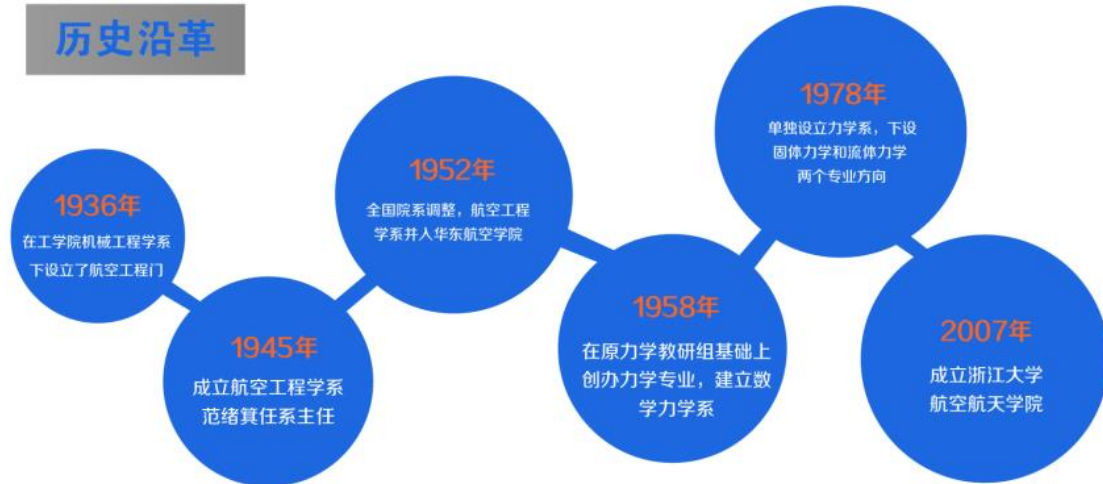 历史沿革
1936年
在工学院机械工程学系
下设立了航空工程门
1945年
成立航空工程学系
范绪箕任系主任
1952年
全国院系调整，航空工程
学系并人华东航空学院
1958年
在原力学教研组基础上
创办力学专业，建立数
学力学系
1978年
单独设立力学系，下设
固体力学和流体力学
两个专业方向
2007年
成立浙江大学
航空航天学院